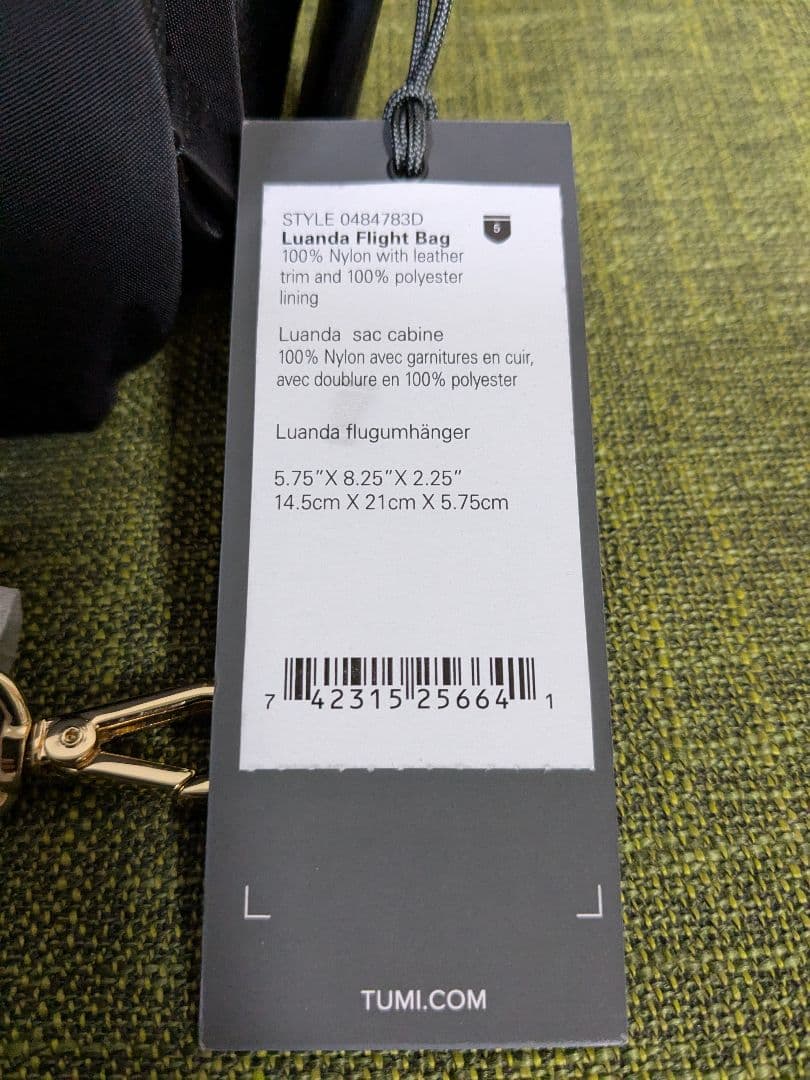 STYLE 0484783D
5
Luanda Flight Bag
100% Nylon with leather
trim and 100% polyester
lining
Luanda sac cabine
100% Nylon avec garnitures en cuir,
avec doublure en 100% polyester
Luanda flugumhänger
5.75"X 8.25"X 2.25"
14.5cm X 21cm X 5.75cm
7 42315 25664 1
TUMI.COM